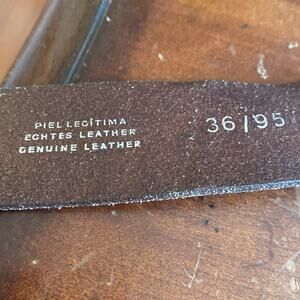 PIEL LEGÍTIMA
ECHTES LEATHER
GENUINE LEATHER
36/95